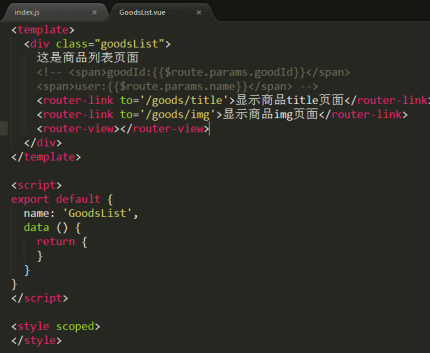 index.js × GoodsList.vue ×
<template>
<div class="goodsList">
这是商品列表页面
<!-- <span>goodId:{{$route.params.goodId}}</span>
<span>user:{{$route.params.name}}</span> -->
<router-link to='/goods/title'>显示商品title页面</router-link>
<router-link to='/goods/img'>显示商品img页面</router-link>
<router-view></router-view>
</div>
</template>
<script>
export default {
name: 'GoodsList',
data () {
return {
}
}
}
</script>
<style scoped>
</style>